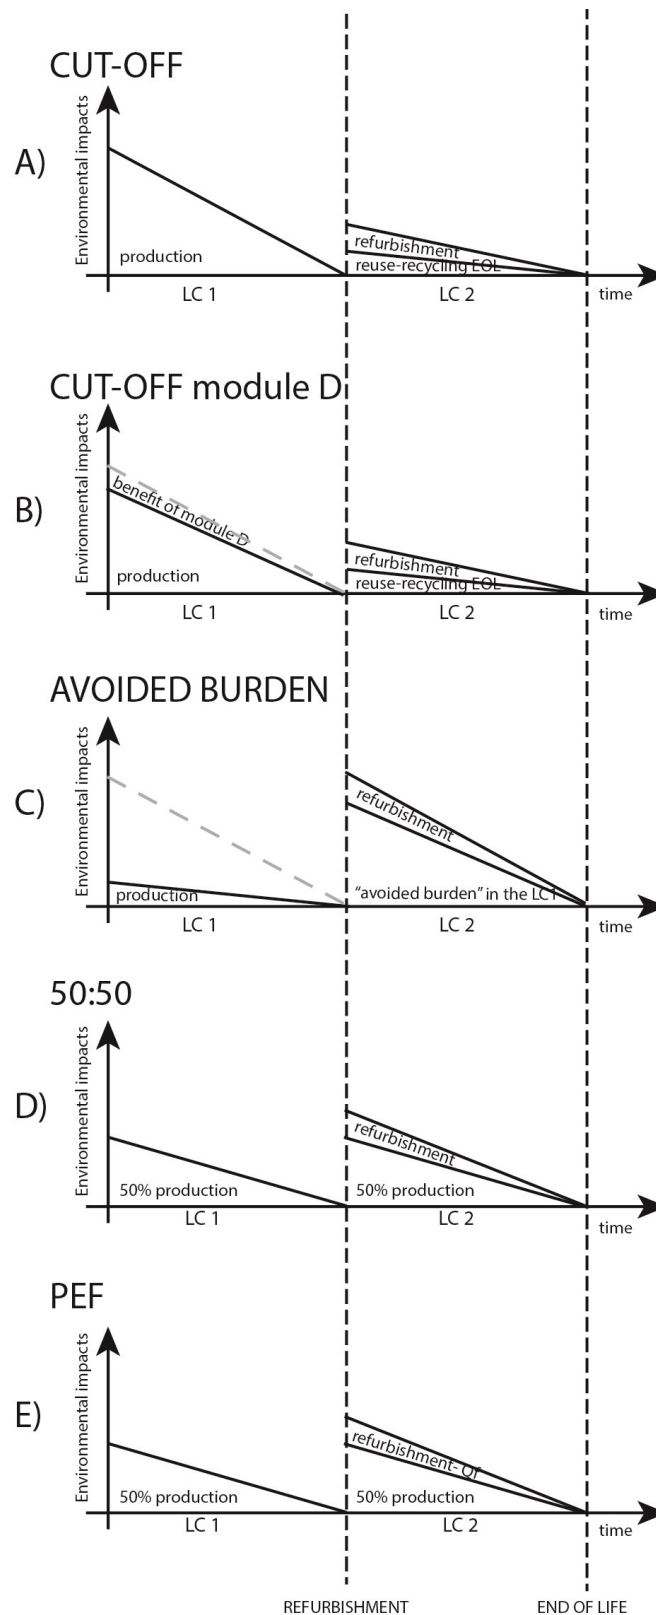 CUT-OFF
A)
Environmental impacts
production
refurbishment
reuse-recycling EOL
LC 1
LC 2
time
CUT-OFF module D
B)
Environmental impacts
benefit of module D
production
refurbishment
reuse-recycling EOL
LC 1
LC 2
time
AVOIDED BURDEN
C)
Environmental impacts
production
refurbishment
"avoided burden" in the LC1
LC 1
LC 2
time
50:50
D)
Environmental impacts
50% production
refurbishment
50% production
LC 1
LC 2
time
PEF
E)
Environmental impacts
50% production
refurbishment- Of
50% production
LC 1
LC 2
time
REFURBISHMENT
END OF LIFE